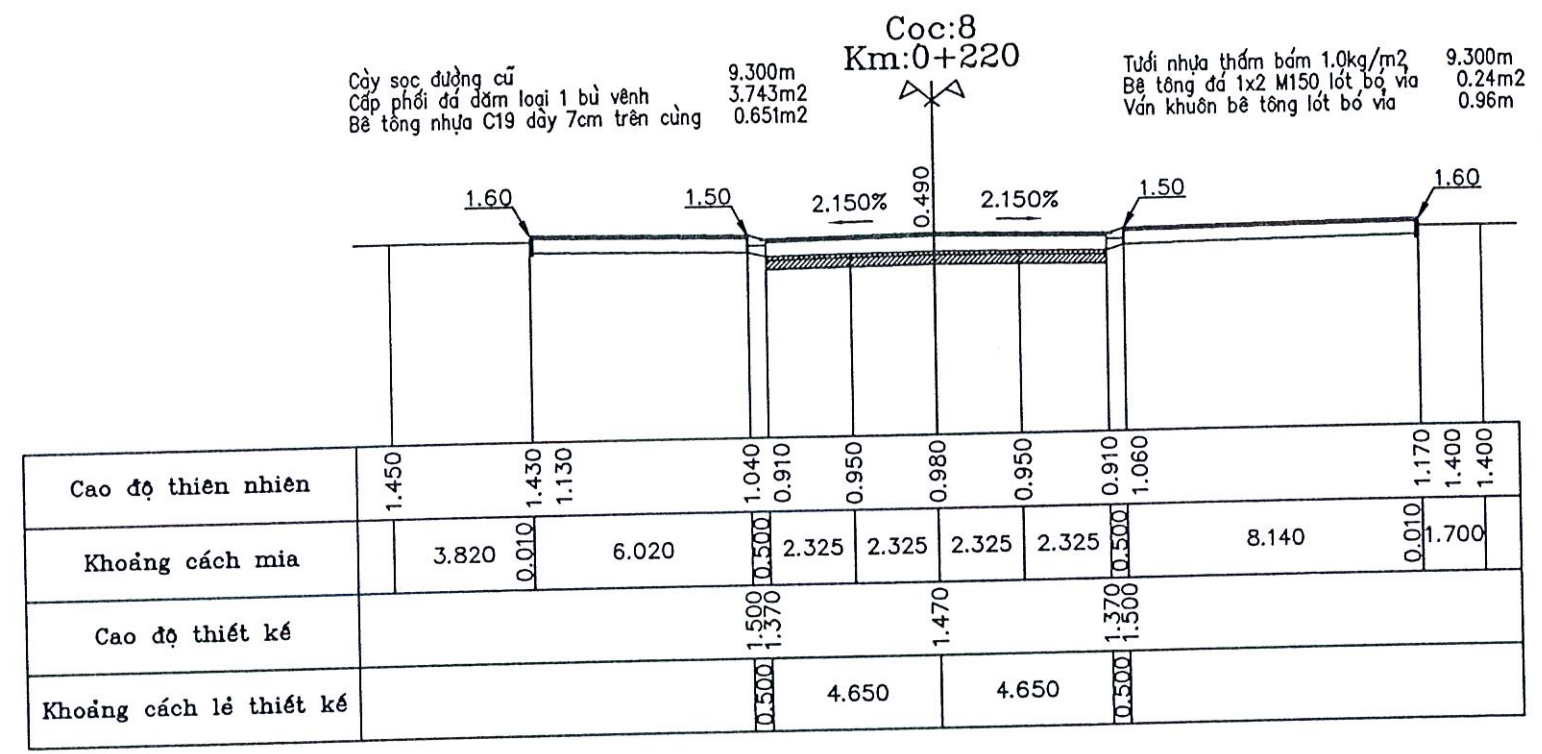 Coc:8
Km:0+220
Cày sọc đường cũ 9.300m
Cấp phối đá dăm loại 1 bù vênh 3.743m2
Bê tông nhựa C19 dày 7cm trên cùng 0.651m2
Tưới nhựa thấm bám 1.0kg/m2 9.300m
Bê tông đá 1x2 M150 lót bó vỉa 0.24m2
Ván khuôn bê tông lót bó vỉa 0.96m
1.60 1.50 2.150% 0.490 2.150% 1.50 1.60
Cao độ thiên nhiên 1.450 1.430 1.130 1.040 0.910 0.950 0.980 0.950 0.910 1.060 1.170 1.400 1.400
Khoảng cách mia 3.820 0.010 6.020 0.500 2.325 2.325 2.325 2.325 0.500 8.140 0.010 1.700
Cao độ thiết kế 1.500 1.370 1.470 1.370 1.500
Khoảng cách lẻ thiết kế 0.500 4.650 4.650 0.500